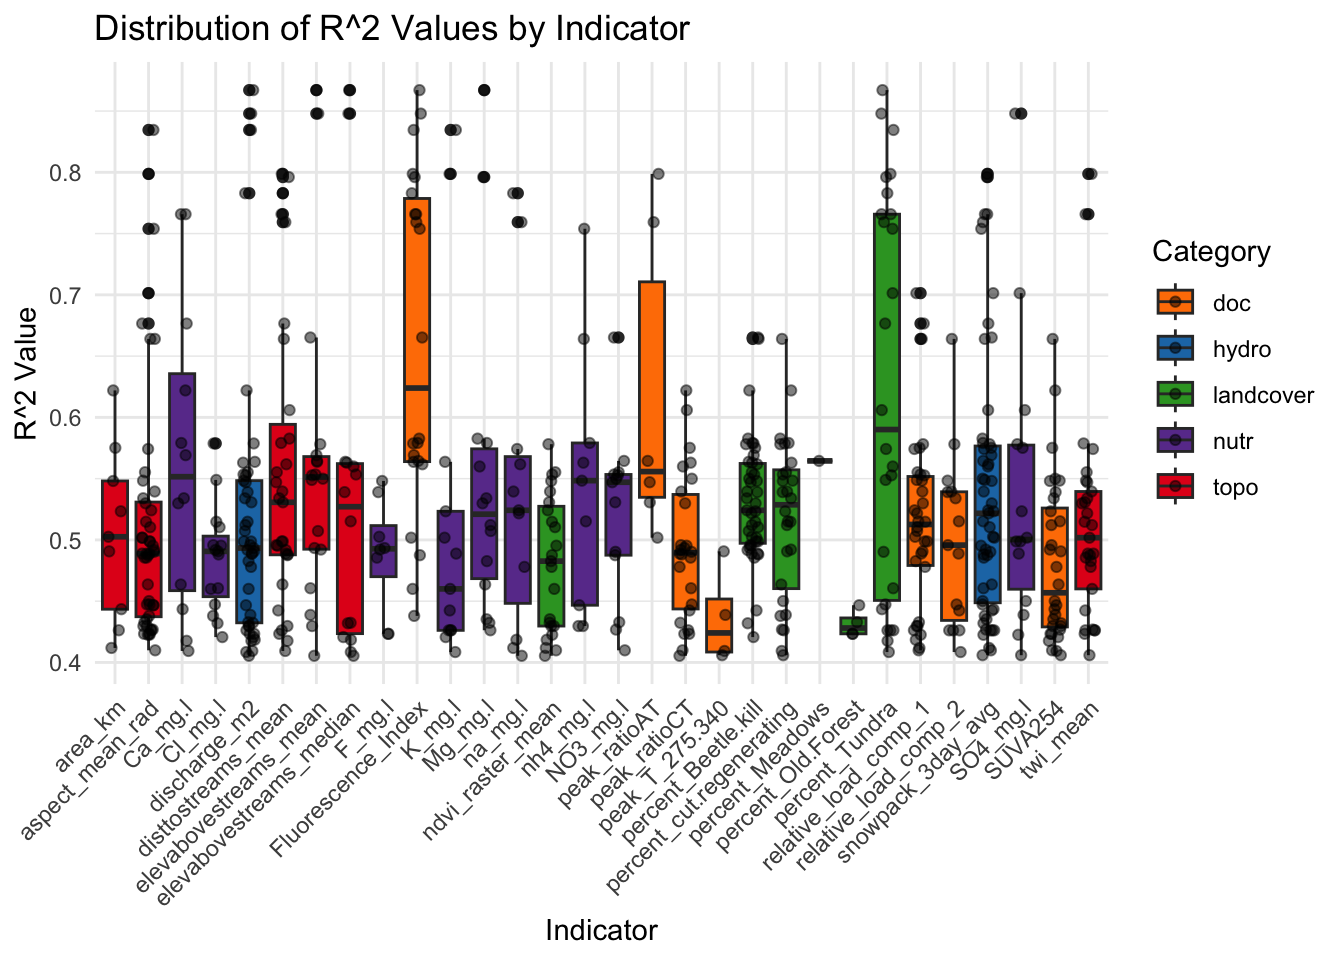 Distribution of R^2 Values by Indicator
R^2 Value
0.8
0.7
0.6
0.5
0.4
area_km
aspect_mean_rad
Ca_mg.l
Cl_mg.l
discharge_m2
disttostreams_mean
elevabovestreams_mean
elevabovestreams_median
F_mg.l
Fluorescence_Index
K_mg.l
Mg_mg.l
na_mg.l
ndvi_raster_mean
nh4_mg.l
NO3_mg.l
peak_ratioAT
peak_ratioCT
peak_T_275.340
percent_Beetle.kill
percent_cut.regenerating
percent_Meadows
percent_Old.Forest
percent_Tundra
relative_load_comp_1
relative_load_comp_2
snowpack_3day_avg
SO4_mg.l
SUVA254
twi_mean
Indicator
Category
doc
hydro
landcover
nutr
topo